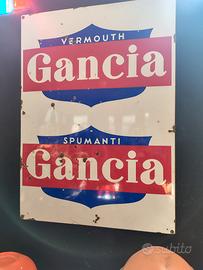 VERMOUTH
Gancia
SPUMANTI
Gancia
subito